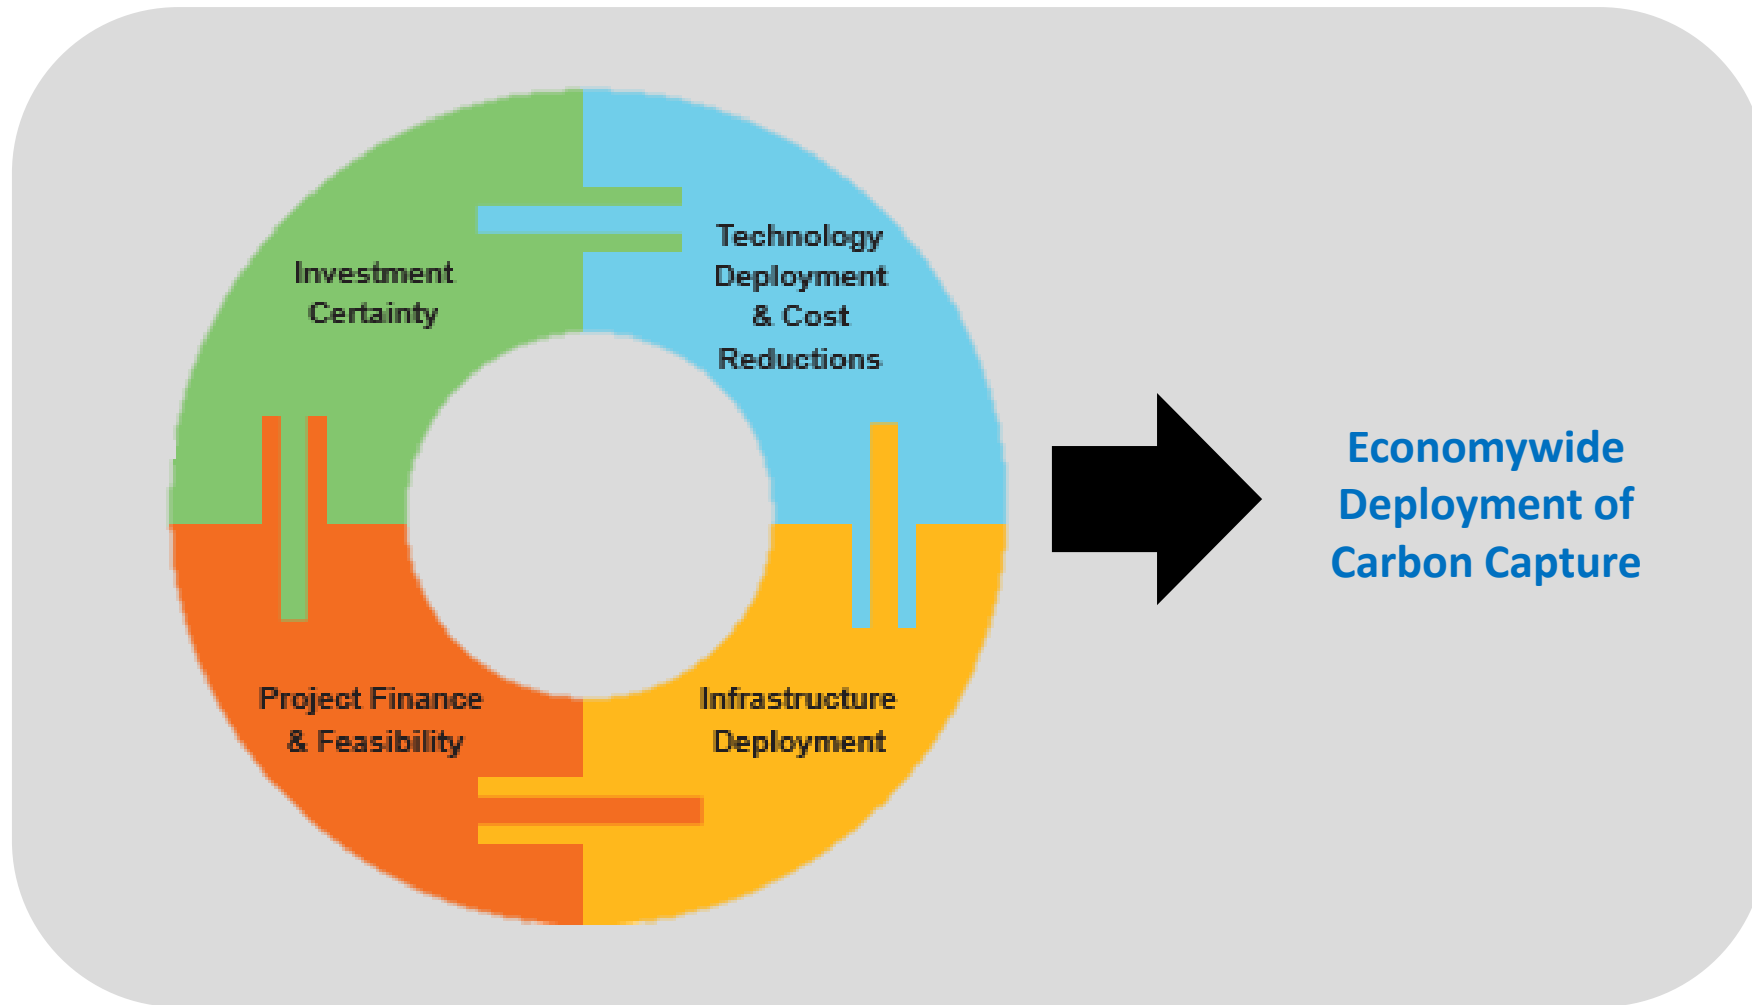 Investment
Certainty
Technology
Deployment
& Cost
Reductions
Project Finance
& Feasibility
Infrastructure
Deployment
Economywide
Deployment of
Carbon Capture